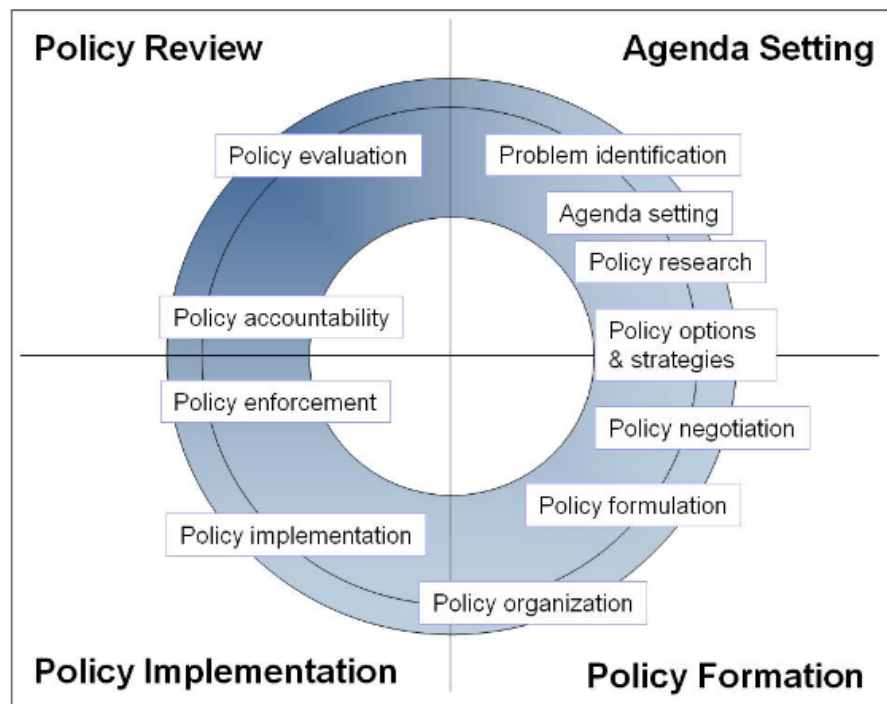 Policy Review
Agenda Setting
Policy evaluation
Problem identification
Agenda setting
Policy research
Policy accountability
Policy options
& strategies
Policy enforcement
Policy negotiation
Policy formulation
Policy implementation
Policy organization
Policy Implementation
Policy Formation